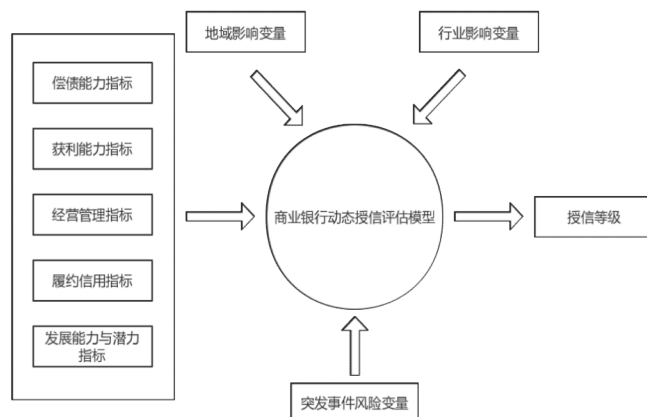 地域影响变量
行业影响变量
偿债能力指标
获利能力指标
经营管理指标
履约信用指标
发展能力与潜力
指标
商业银行动态授信评估模型
授信等级
突发事件风险变量